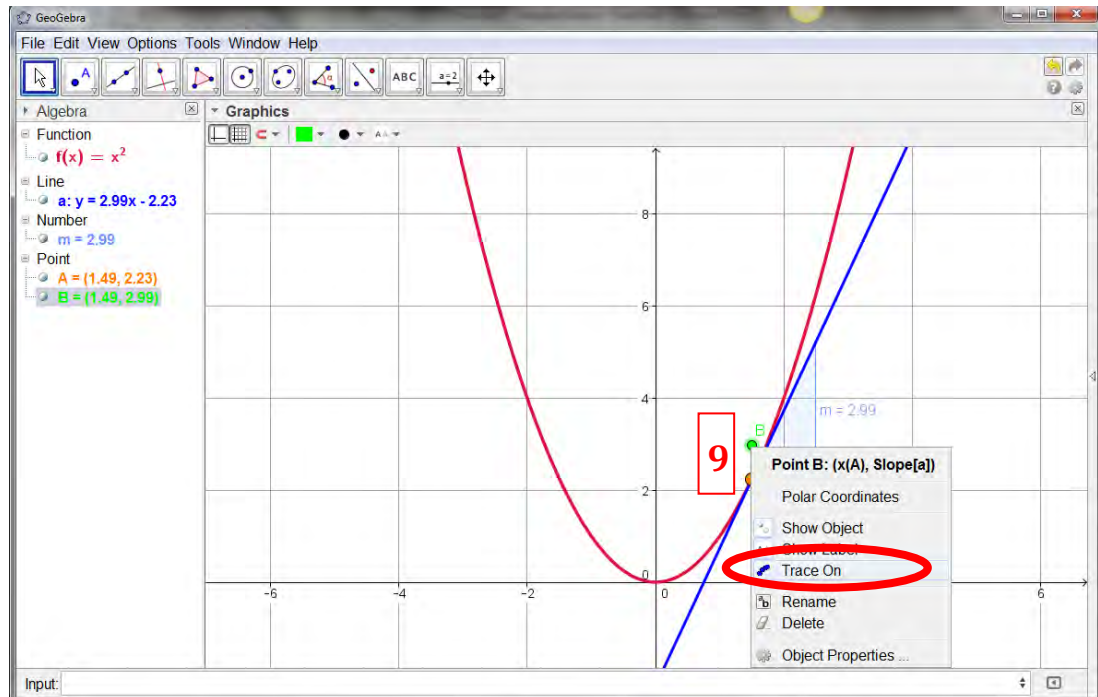 GeoGebra
File Edit View Options Tools Window Help
A
α
ABC
a=2
Algebra
Graphics
Function
f(x) = x²
Line
a: y = 2.99x - 2.23
Number
m = 2.99
Point
A = (1.49, 2.23)
B = (1.49, 2.99)
8
6
4
2
0
-6
-4
-2
0
6
m = 2.99
B
9
Point B: (x(A), Slope[a])
Polar Coordinates
Show Object
Show Label
Trace On
Rename
Delete
Object Properties ...
Input: